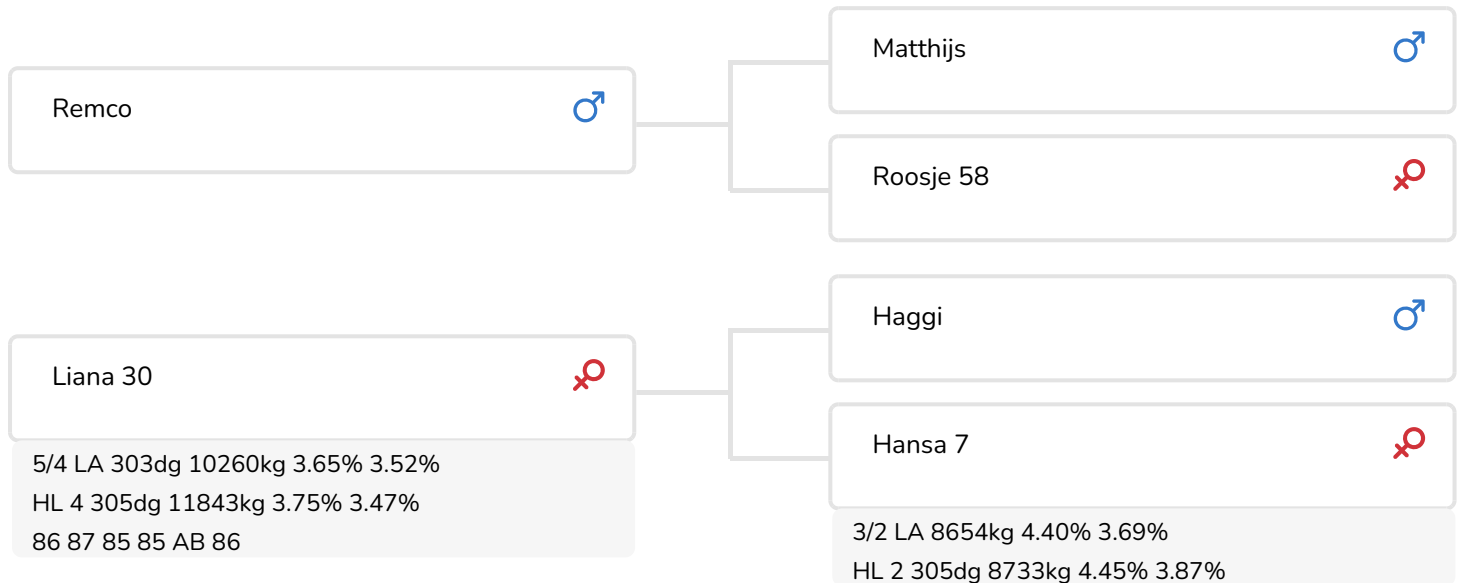 Remco
Matthijs
Roosje 58
Liana 30
5/4 LA 303dg 10260kg 3.65% 3.52%
HL 4 305dg 11843kg 3.75% 3.47%
86 87 85 85 AB 86
Haggi
Hansa 7
3/2 LA 8654kg 4.40% 3.69%
HL 2 305dg 8733kg 4.45% 3.87%